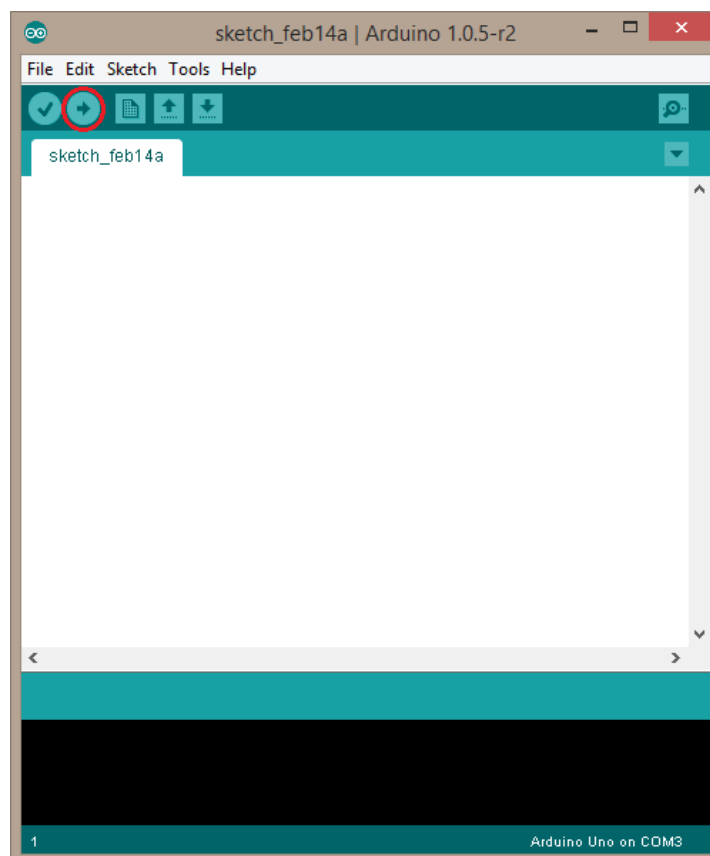 sketch_feb14a | Arduino 1.0.5-r2
File Edit Sketch Tools Help
sketch_feb14a
1
Arduino Uno on COM3